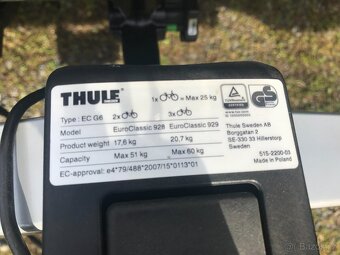 THULE
1x = Max 25 kg
Type : EC G6 2x 3x
Model EuroClassic 928 EuroClassic 929
Product weight 17,6 kg 20,7 kg
Capacity Max 51 kg Max 60 kg
EC-approval: e4*79/488*2007/15*0113*01
Thule Sweden AB
Borggatan 2
SE-330 33 Hillerstorp
Sweden
515-2200-03
Made in Poland